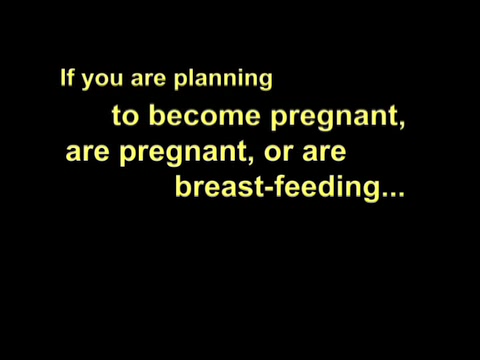 If you are planning
to become pregnant,
are pregnant, or are
breast-feeding...